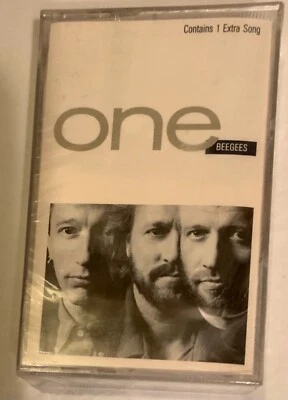 Contains 1 Extra Song
one
BEEGEES